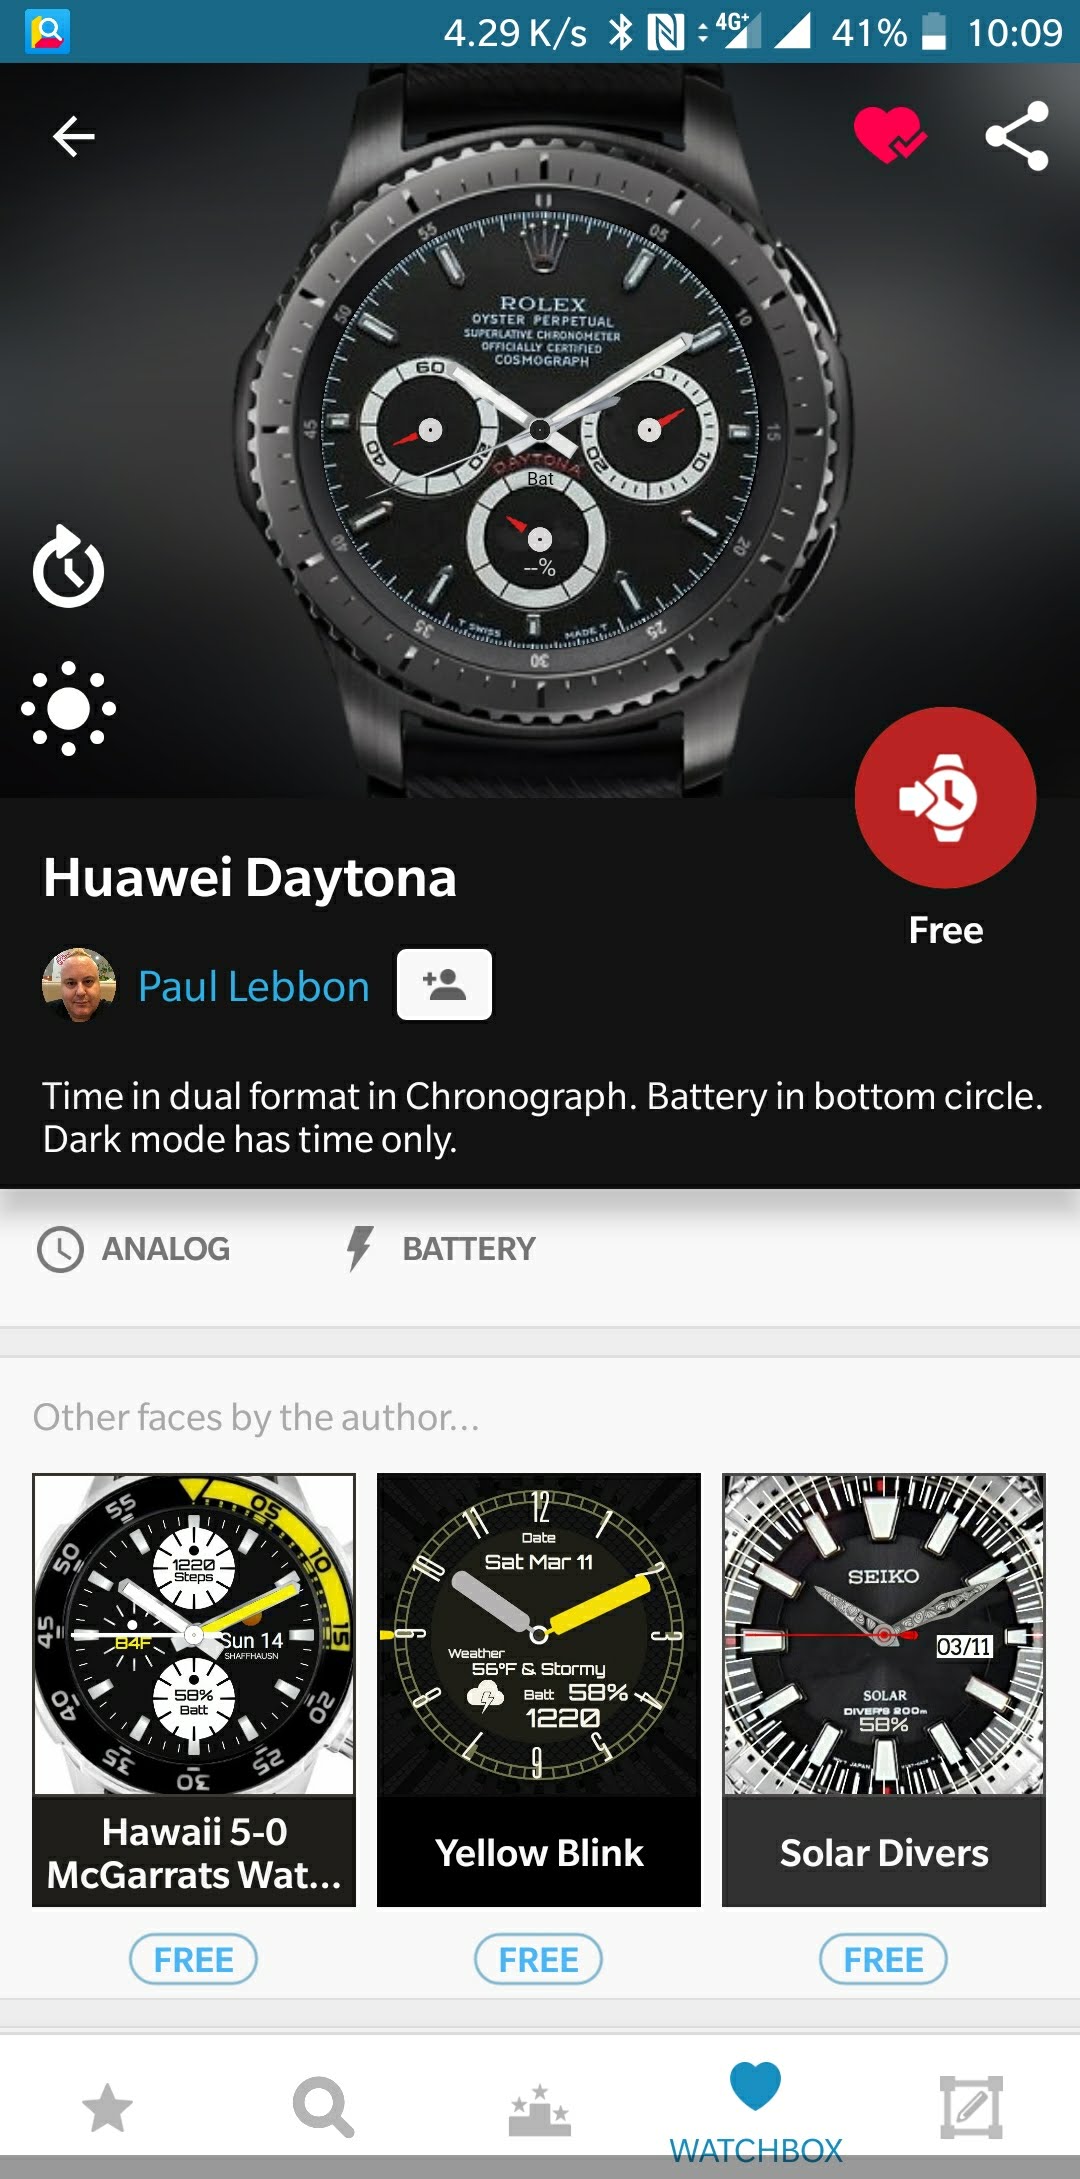 4.29 K/s 4G+ 41% 10:09
55 05
50 10
45 15
40 20
35 25
30
ROLEX
OYSTER PERPETUAL
SUPERLATIVE CHRONOMETER
OFFICIALLY CERTIFIED
COSMOGRAPH
60
40 20
20 10
DAYTONA
Bat
--%
T SWISS MADE T
Huawei Daytona
Free
Paul Lebbon
Time in dual format in Chronograph. Battery in bottom circle.
Dark mode has time only.
ANALOG BATTERY
Other faces by the author...
55 05
50 10
45 15
40 20
35 25
30
1220
Steps
B4F
Sun 14
SHAFFHAUSN
58%
Batt
Hawaii 5-0
McGarrats Wat...
FREE
12
11 1
10 2
9 3
8 4
7 5
6
Date
Sat Mar 11
Weather
56°F & Stormy
Batt 58%
1220
Yellow Blink
FREE
SEIKO
03/11
SOLAR
DIVER'S 200m
58%
Solar Divers
FREE
WATCHBOX